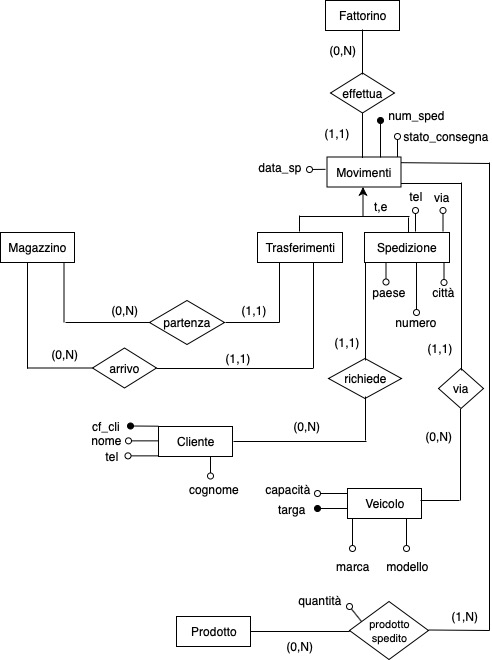 Fattorino
(0,N)
effettua
num_sped
(1,1)
stato_consegna
data_sp
Movimenti
t,e
tel
via
Magazzino
Trasferimenti
Spedizione
paese
città
(0,N)
(1,1)
partenza
numero
(0,N)
(1,1)
arrivo
(1,1)
richiede
(1,1)
via
cf_cli
nome
tel
Cliente
(0,N)
(0,N)
cognome
capacità
targa
Veicolo
marca
modello
quantità
Prodotto
(0,N)
prodotto
spedito
(1,N)